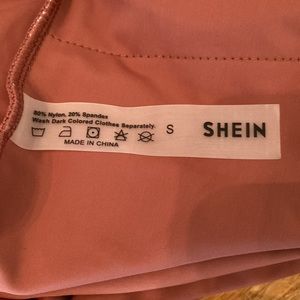 80% Nylon, 20% Spandex
Wash Dark Colored Clothes Separately.
S SHEIN
MADE IN CHINA